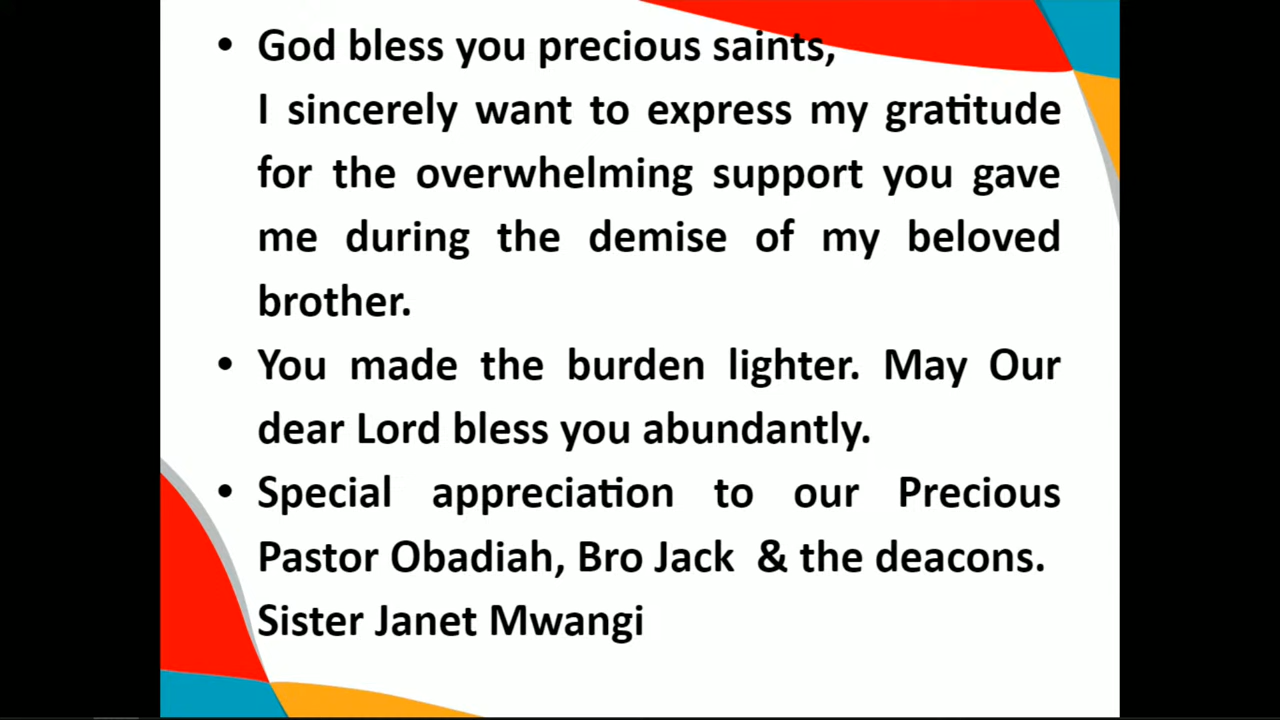 • God bless you precious saints,
I sincerely want to express my gratitude
for the overwhelming support you gave
me during the demise of my beloved
brother.
• You made the burden lighter. May Our
dear Lord bless you abundantly.
• Special appreciation to our Precious
Pastor Obadiah, Bro Jack & the deacons.
Sister Janet Mwangi